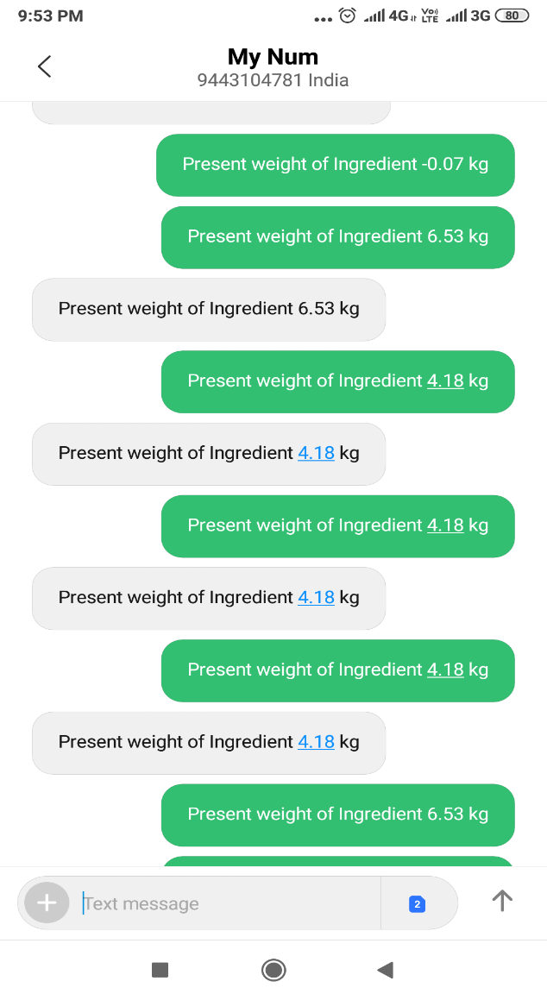 9:53 PM
... 4G Vo) LTE 3G 80
My Num
9443104781 India
Present weight of Ingredient -0.07 kg
Present weight of Ingredient 6.53 kg
Present weight of Ingredient 6.53 kg
Present weight of Ingredient 4.18 kg
Present weight of Ingredient 4.18 kg
Present weight of Ingredient 4.18 kg
Present weight of Ingredient 4.18 kg
Present weight of Ingredient 4.18 kg
Present weight of Ingredient 4.18 kg
Present weight of Ingredient 6.53 kg
Text message
2